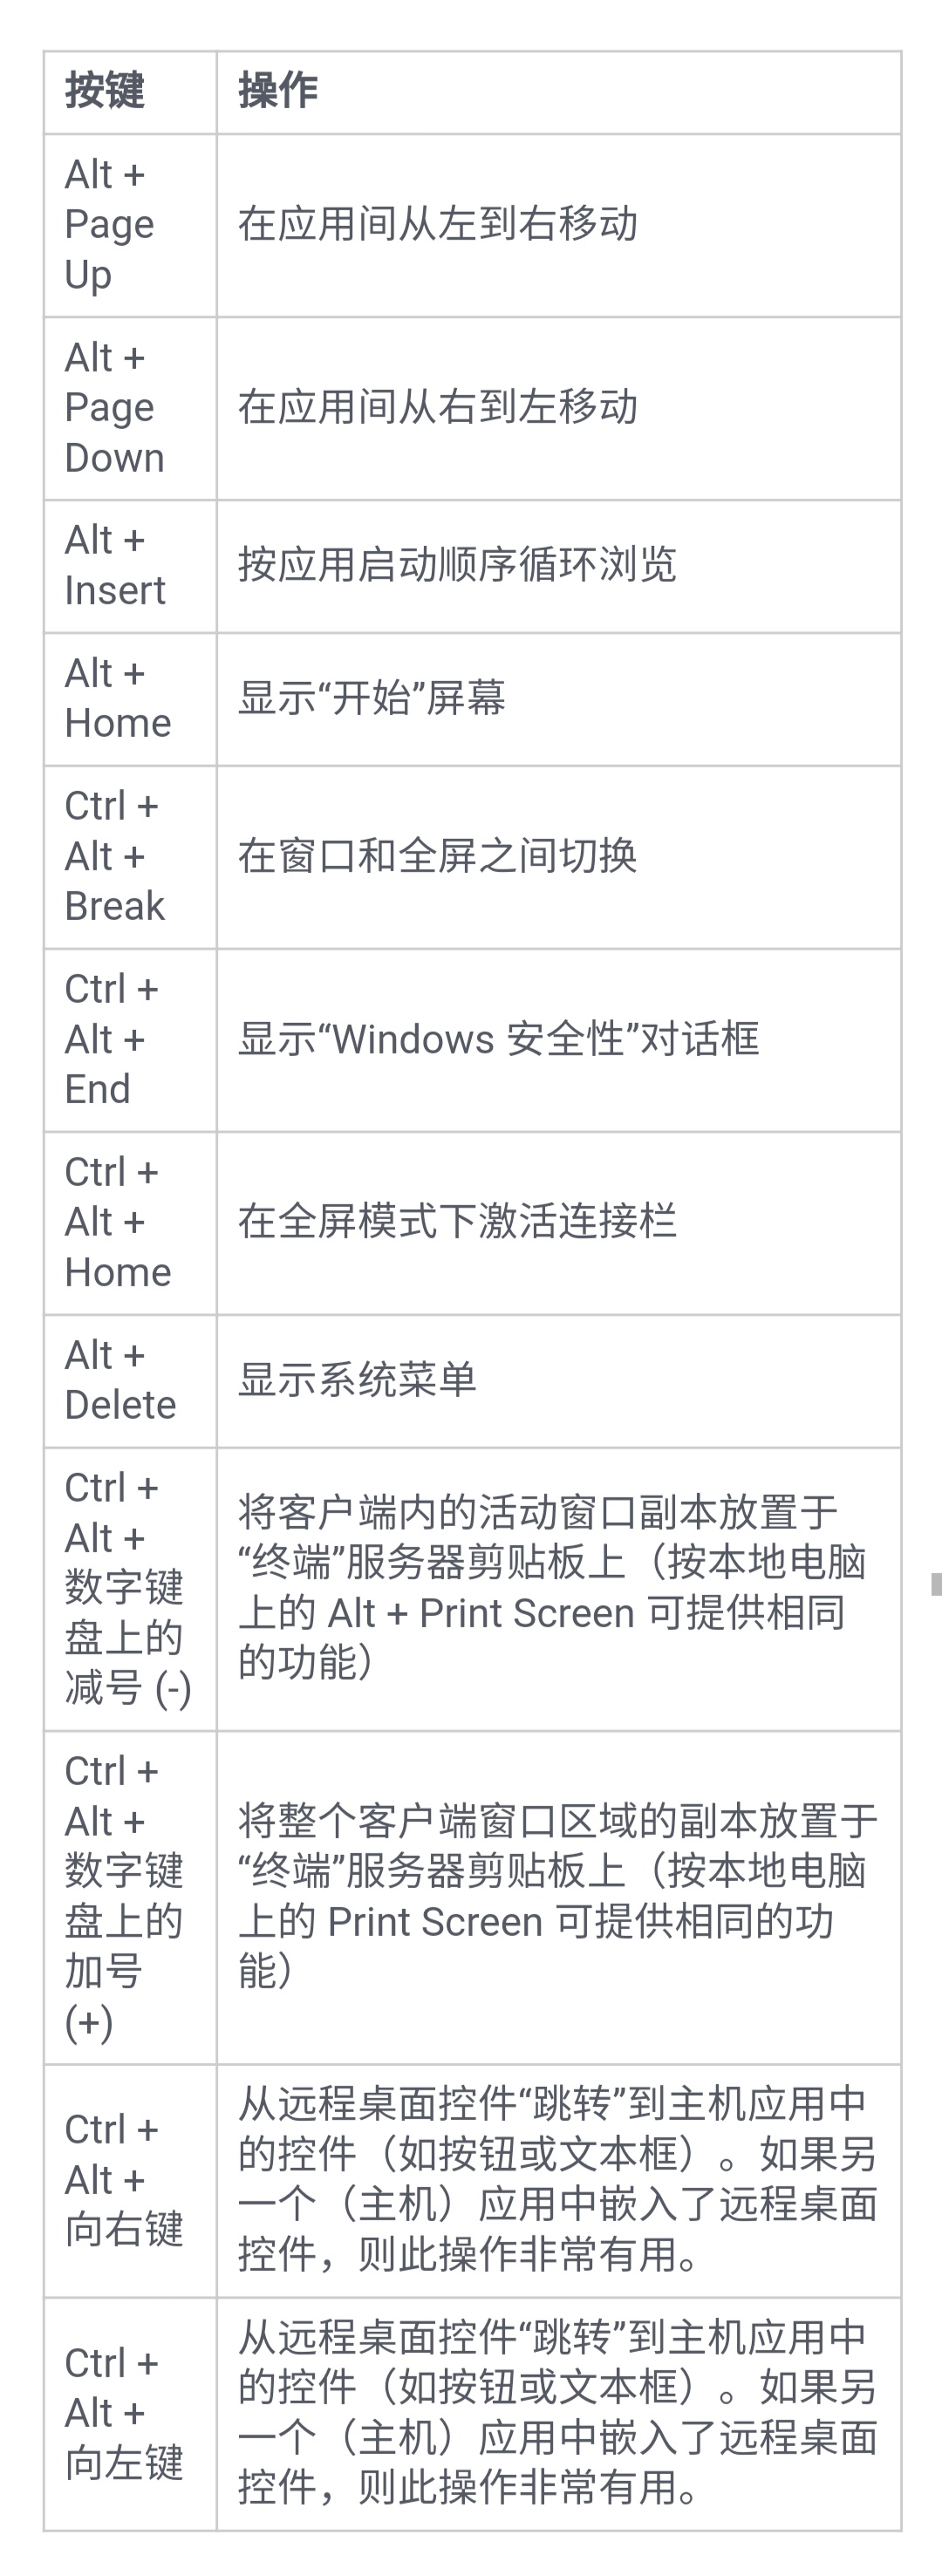 按键
操作
Alt +
Page
Up
在应用间从左到右移动
Alt +
Page
Down
在应用间从右到左移动
Alt +
Insert
按应用启动顺序循环浏览
Alt +
Home
显示“开始”屏幕
Ctrl +
Alt +
Break
在窗口和全屏之间切换
Ctrl +
Alt +
End
显示“Windows 安全性”对话框
Ctrl +
Alt +
Home
在全屏模式下激活连接栏
Alt +
Delete
显示系统菜单
Ctrl +
Alt +
数字键
盘上的
减号 (-)
将客户端内的活动窗口副本放置于
“终端”服务器剪贴板上（按本地电脑
上的 Alt + Print Screen 可提供相同
的功能）
Ctrl +
Alt +
数字键
盘上的
加号
(+)
将整个客户端窗口区域的副本放置于
“终端”服务器剪贴板上（按本地电脑
上的 Print Screen 可提供相同的功
能）
Ctrl +
Alt +
向右键
从远程桌面控件“跳转”到主机应用中
的控件（如按钮或文本框）。如果另
一个（主机）应用中嵌入了远程桌面
控件，则此操作非常有用。
Ctrl +
Alt +
向左键
从远程桌面控件“跳转”到主机应用中
的控件（如按钮或文本框）。如果另
一个（主机）应用中嵌入了远程桌面
控件，则此操作非常有用。